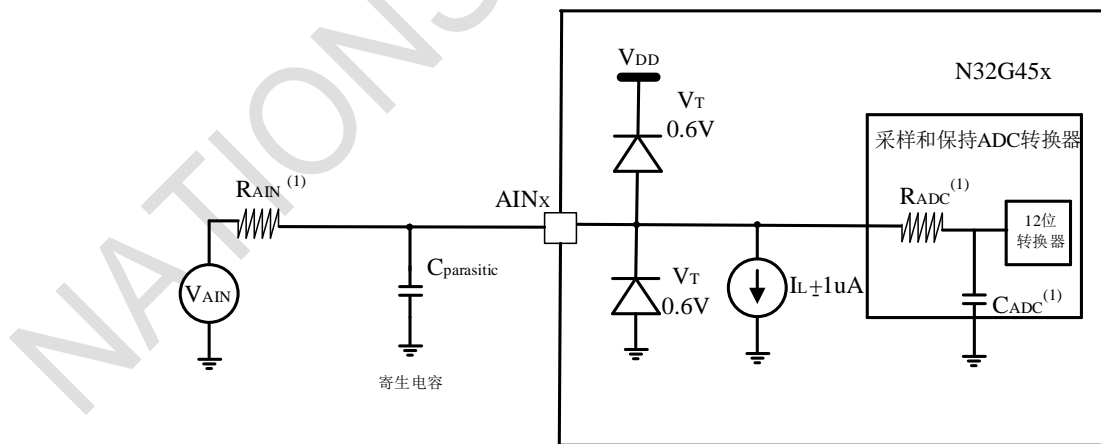 NATIONS
VDD
N32G45x
VT
0.6V
采样和保持ADC转换器
RAIN(1)
AINX
RADC(1)
12位
转换器
Cparasitic
VT
0.6V
VAIN
IL±1uA
CADC(1)
寄生电容